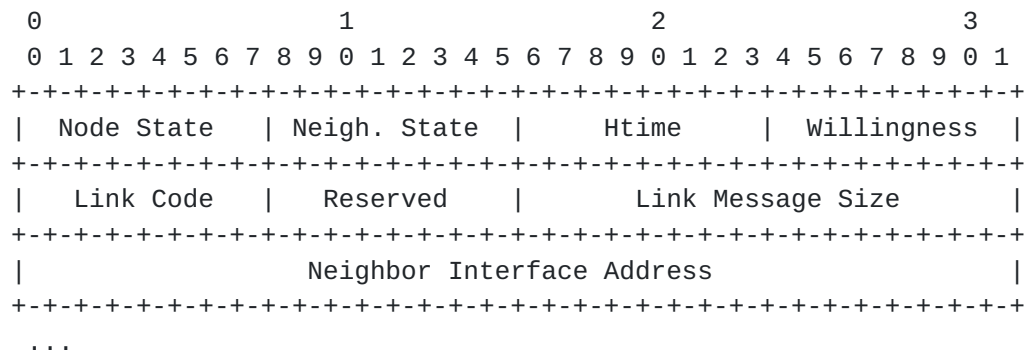 0                   1                   2                   3
 0 1 2 3 4 5 6 7 8 9 0 1 2 3 4 5 6 7 8 9 0 1 2 3 4 5 6 7 8 9 0 1
+-+-+-+-+-+-+-+-+-+-+-+-+-+-+-+-+-+-+-+-+-+-+-+-+-+-+-+-+-+-+-+-+
|  Node State   | Neigh. State  |     Htime     |  Willingness  |
+-+-+-+-+-+-+-+-+-+-+-+-+-+-+-+-+-+-+-+-+-+-+-+-+-+-+-+-+-+-+-+-+
|   Link Code   |   Reserved    |       Link Message Size       |
+-+-+-+-+-+-+-+-+-+-+-+-+-+-+-+-+-+-+-+-+-+-+-+-+-+-+-+-+-+-+-+-+
|                  Neighbor Interface Address                   |
+-+-+-+-+-+-+-+-+-+-+-+-+-+-+-+-+-+-+-+-+-+-+-+-+-+-+-+-+-+-+-+-+
 ...